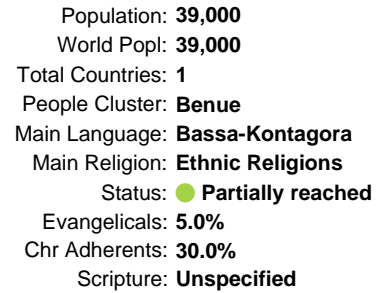 Population: 39,000
World Popl: 39,000
Total Countries: 1
People Cluster: Benue
Main Language: Bassa-Kontagora
Main Religion: Ethnic Religions
Status: Partially reached
Evangelicals: 5.0%
Chr Adherents: 30.0%
Scripture: Unspecified